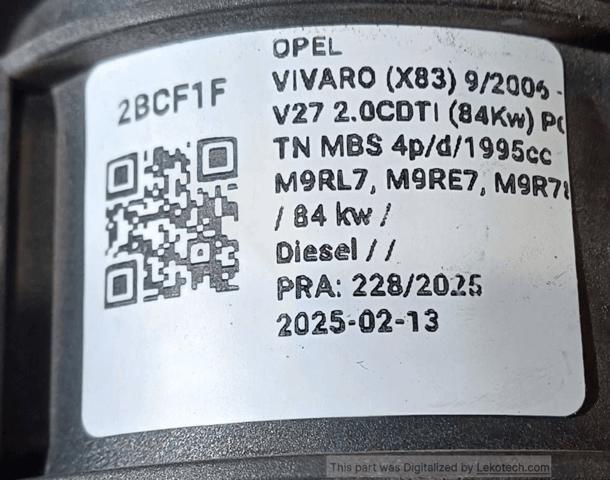 OPEL
2BCF1F
VIVARO (X83) 9/2006 -
V27 2.0CDTI (84Kw)
TN MBS 4p/d/1995cc
M9RL7, M9RE7,
/ 84 kw /
Diesel / /
PRA: 228/2025
2025-02-13
This part was Digitalized by Lekotech.com